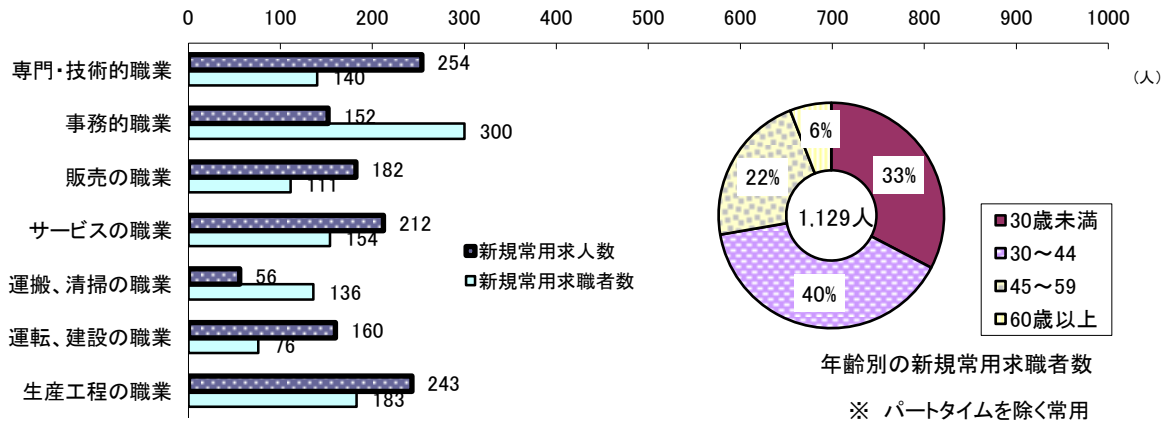 0 100 200 300 400 500 600 700 800 900 1000
(人)
専門・技術的職業 254
140
事務的職業 152
300
販売の職業 182
111
サービスの職業 212
154
運搬、清掃の職業 56
136
運転、建設の職業 160
76
生産工程の職業 243
183
新規常用求人数
新規常用求職者数
6%
33%
22%
1,129人
40%
30歳未満
30～44
45～59
60歳以上
年齢別の新規常用求職者数
※ パートタイムを除く常用